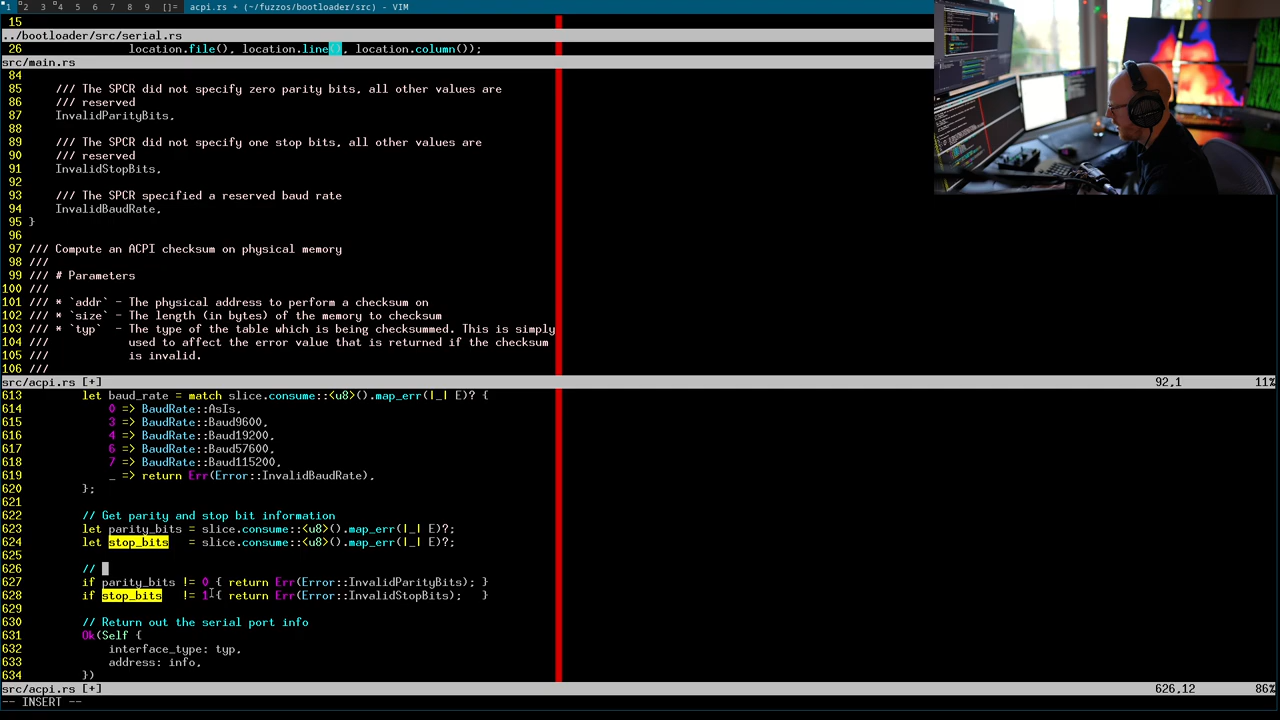 1 2 3 4 5 6 7 8 9 []= acpi.rs + (~/fuzzos/bootloader/src) - VIM
15
../bootloader/src/serial.rs
26 location.file(), location.line(), location.column());
src/main.rs
84
85 /// The SPCR did not specify zero parity bits, all other values are
86 /// reserved
87 InvalidParityBits,
88
89 /// The SPCR did not specify one stop bits, all other values are
90 /// reserved
91 InvalidStopBits,
92
93 /// The SPCR specified a reserved baud rate
94 InvalidBaudRate,
95 }
96
97 /// Compute an ACPI checksum on physical memory
98 ///
99 /// # Parameters
100 ///
101 /// * `addr` - The physical address to perform a checksum on
102 /// * `size` - The length (in bytes) of the memory to checksum
103 /// * `typ`  - The type of the table which is being checksummed. This is simply
104 /// used to affect the error value that is returned if the checksum
105 /// is invalid.
106 ///
src/acpi.rs [+] 92,1 11%
613 let baud_rate = match slice.consume::<u8>().map_err(|_| E)? {
614 0 => BaudRate::AsIs,
615 3 => BaudRate::Baud9600,
616 4 => BaudRate::Baud19200,
617 6 => BaudRate::Baud57600,
618 7 => BaudRate::Baud115200,
619 _ => return Err(Error::InvalidBaudRate),
620 };
621
622 // Get parity and stop bit information
623 let parity_bits = slice.consume::<u8>().map_err(|_| E)?;
624 let stop_bits   = slice.consume::<u8>().map_err(|_| E)?;
625
626 //
627 if parity_bits != 0 { return Err(Error::InvalidParityBits); }
628 if stop_bits   != 1 { return Err(Error::InvalidStopBits);   }
629
630 // Return out the serial port info
631 Ok(Self {
632 interface_type: typ,
633 address: info,
634 })
src/acpi.rs [+] 626,12 86%
-- INSERT --